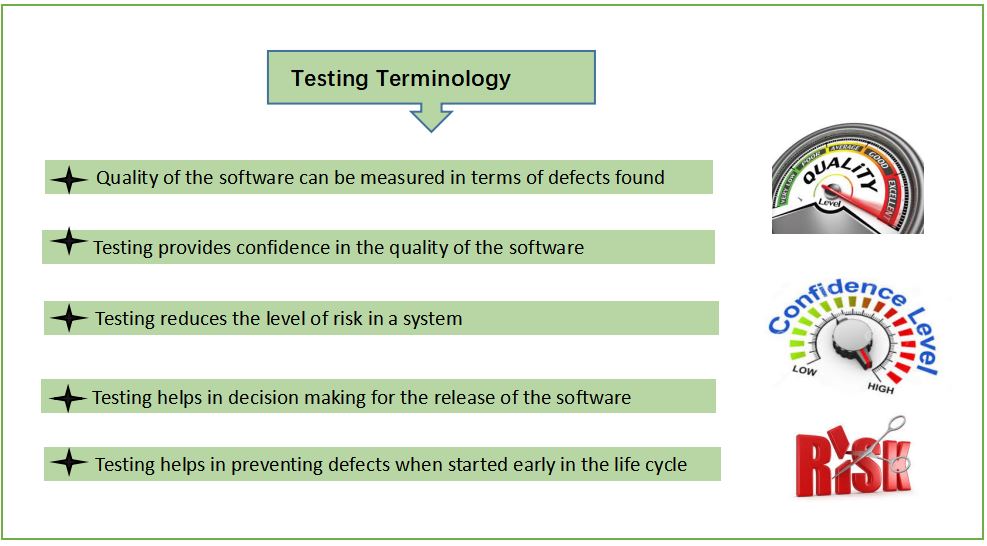 Testing Terminology
Quality of the software can be measured in terms of defects found
Testing provides confidence in the quality of the software
Testing reduces the level of risk in a system
Testing helps in decision making for the release of the software
Testing helps in preventing defects when started early in the life cycle
VERY LOW
POOR
AVERAGE
GOOD
EXCELLENT
QUALiTY
Level
Confidence Level
LOW
HIGH
RiSK